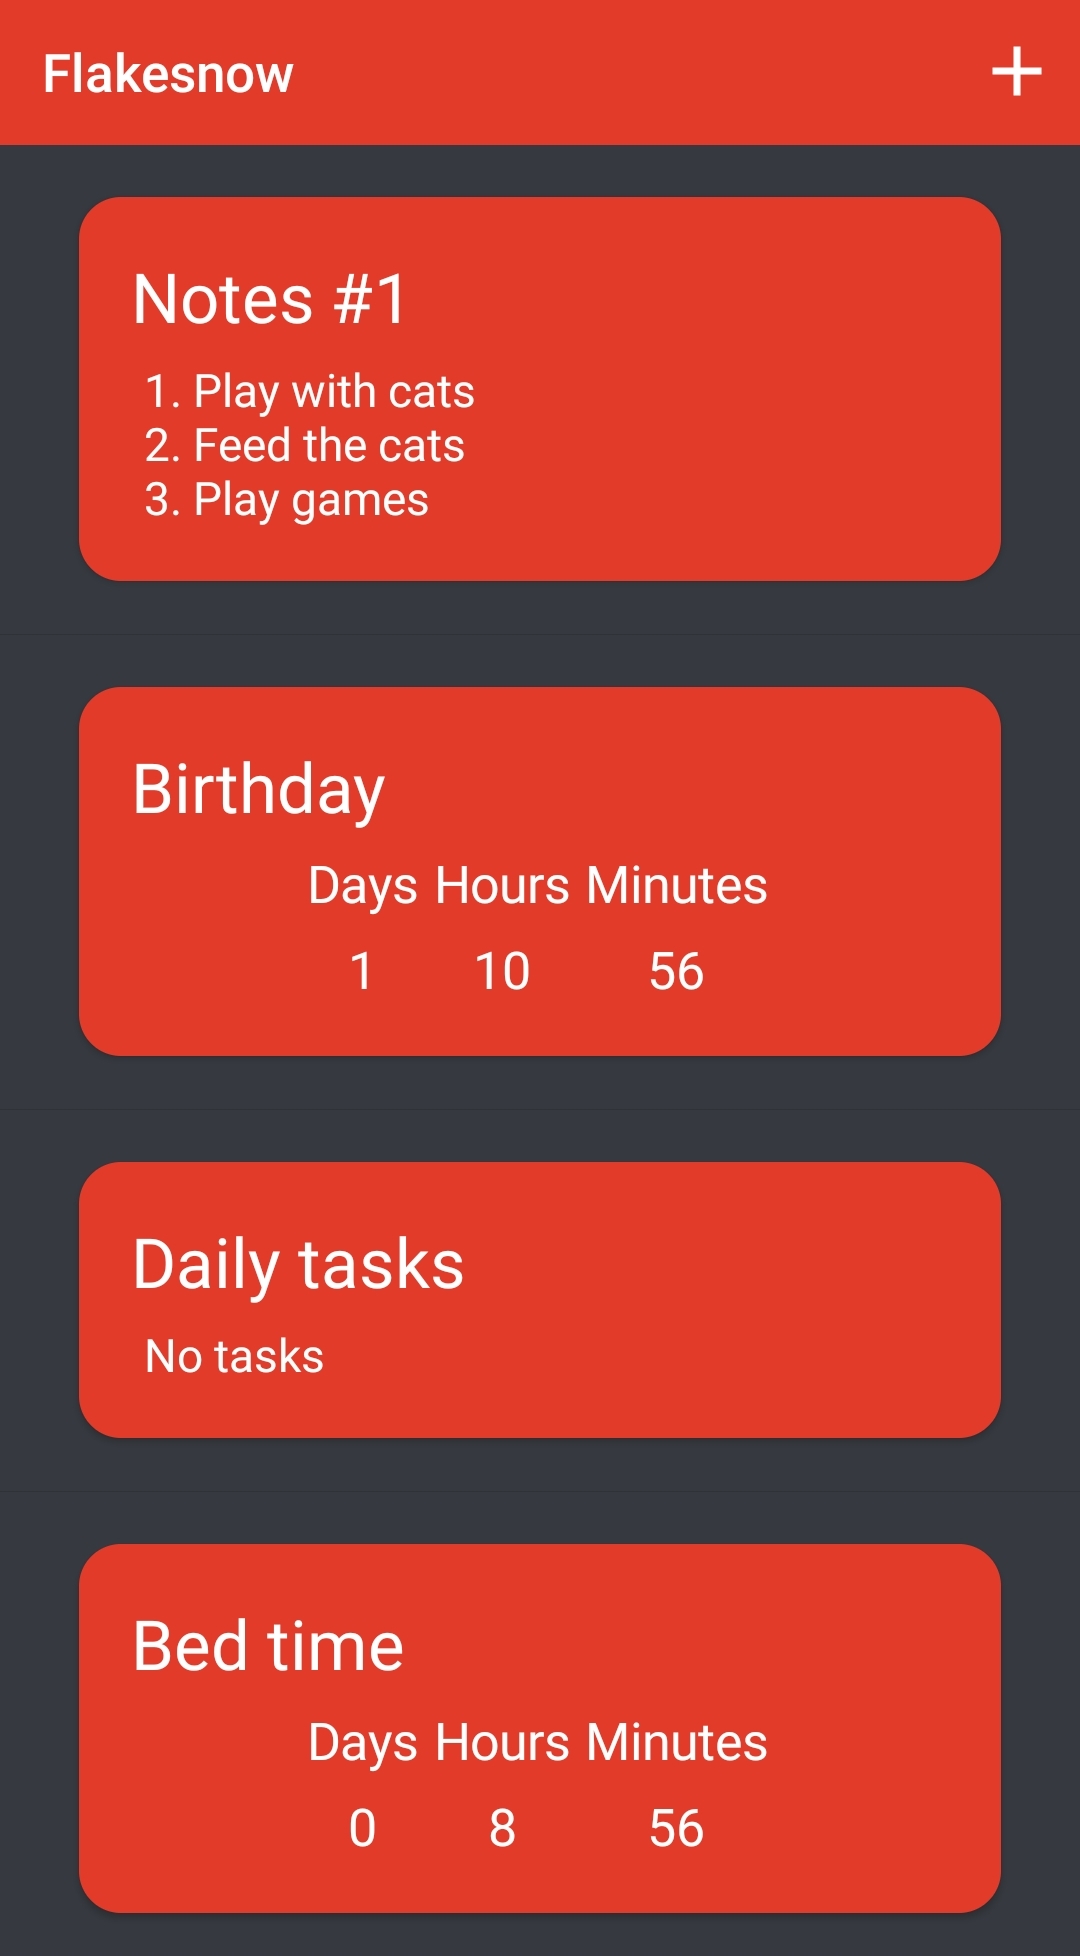 Flakesnow
Notes #1
1. Play with cats
2. Feed the cats
3. Play games
Birthday
Days Hours Minutes
1 10 56
Daily tasks
No tasks
Bed time
Days Hours Minutes
0 8 56